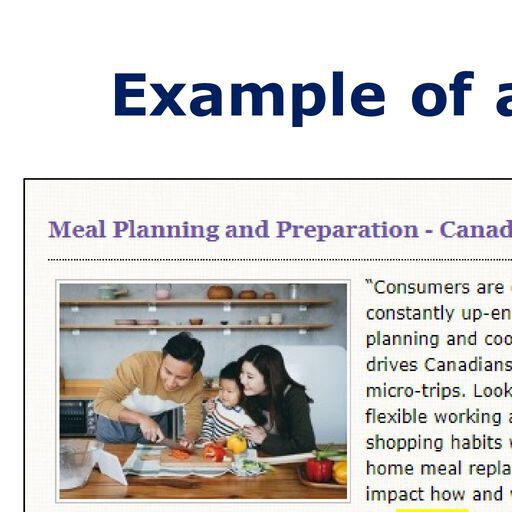 Example of a
Meal Planning and Preparation - Canad
“Consumers are
constantly up-en
planning and coo
drives Canadians
micro-trips. Look
flexible working a
shopping habits
home meal repla
impact how and